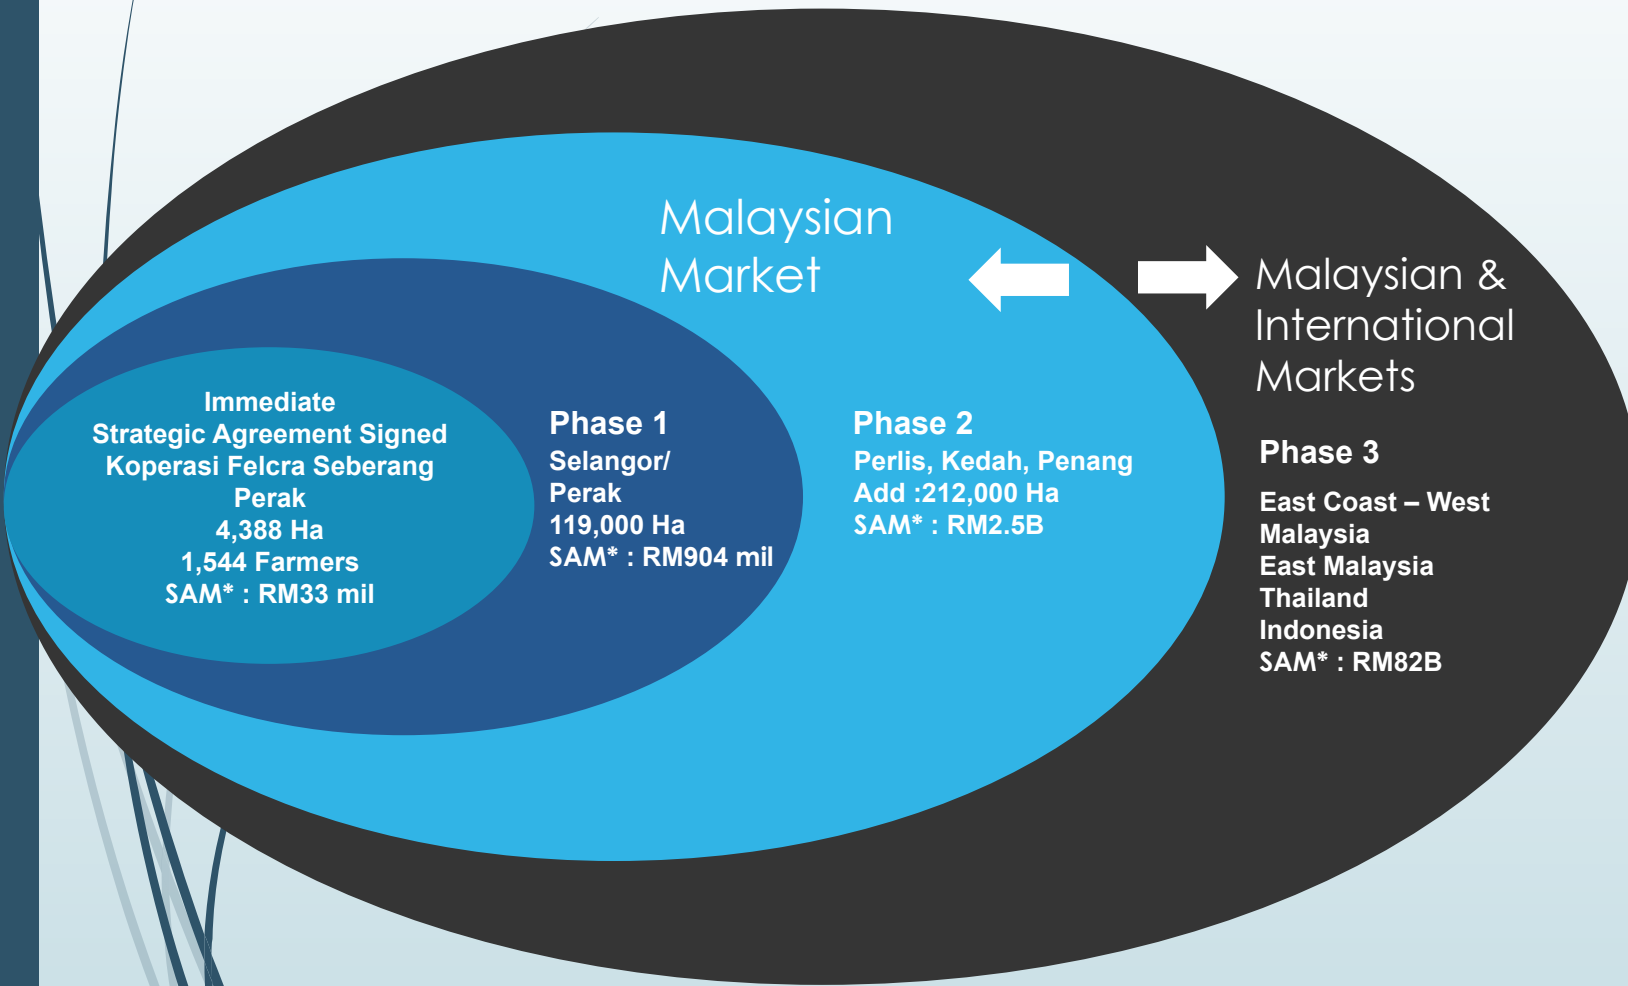 Malaysian
Market
Malaysian &
International
Markets
Immediate
Strategic Agreement Signed
Koperasi Felcra Seberang
Perak
4,388 Ha
1,544 Farmers
SAM* : RM33 mil
Phase 1
Selangor/
Perak
119,000 Ha
SAM* : RM904 mil
Phase 2
Perlis, Kedah, Penang
Add :212,000 Ha
SAM* : RM2.5B
Phase 3
East Coast – West
Malaysia
East Malaysia
Thailand
Indonesia
SAM* : RM82B